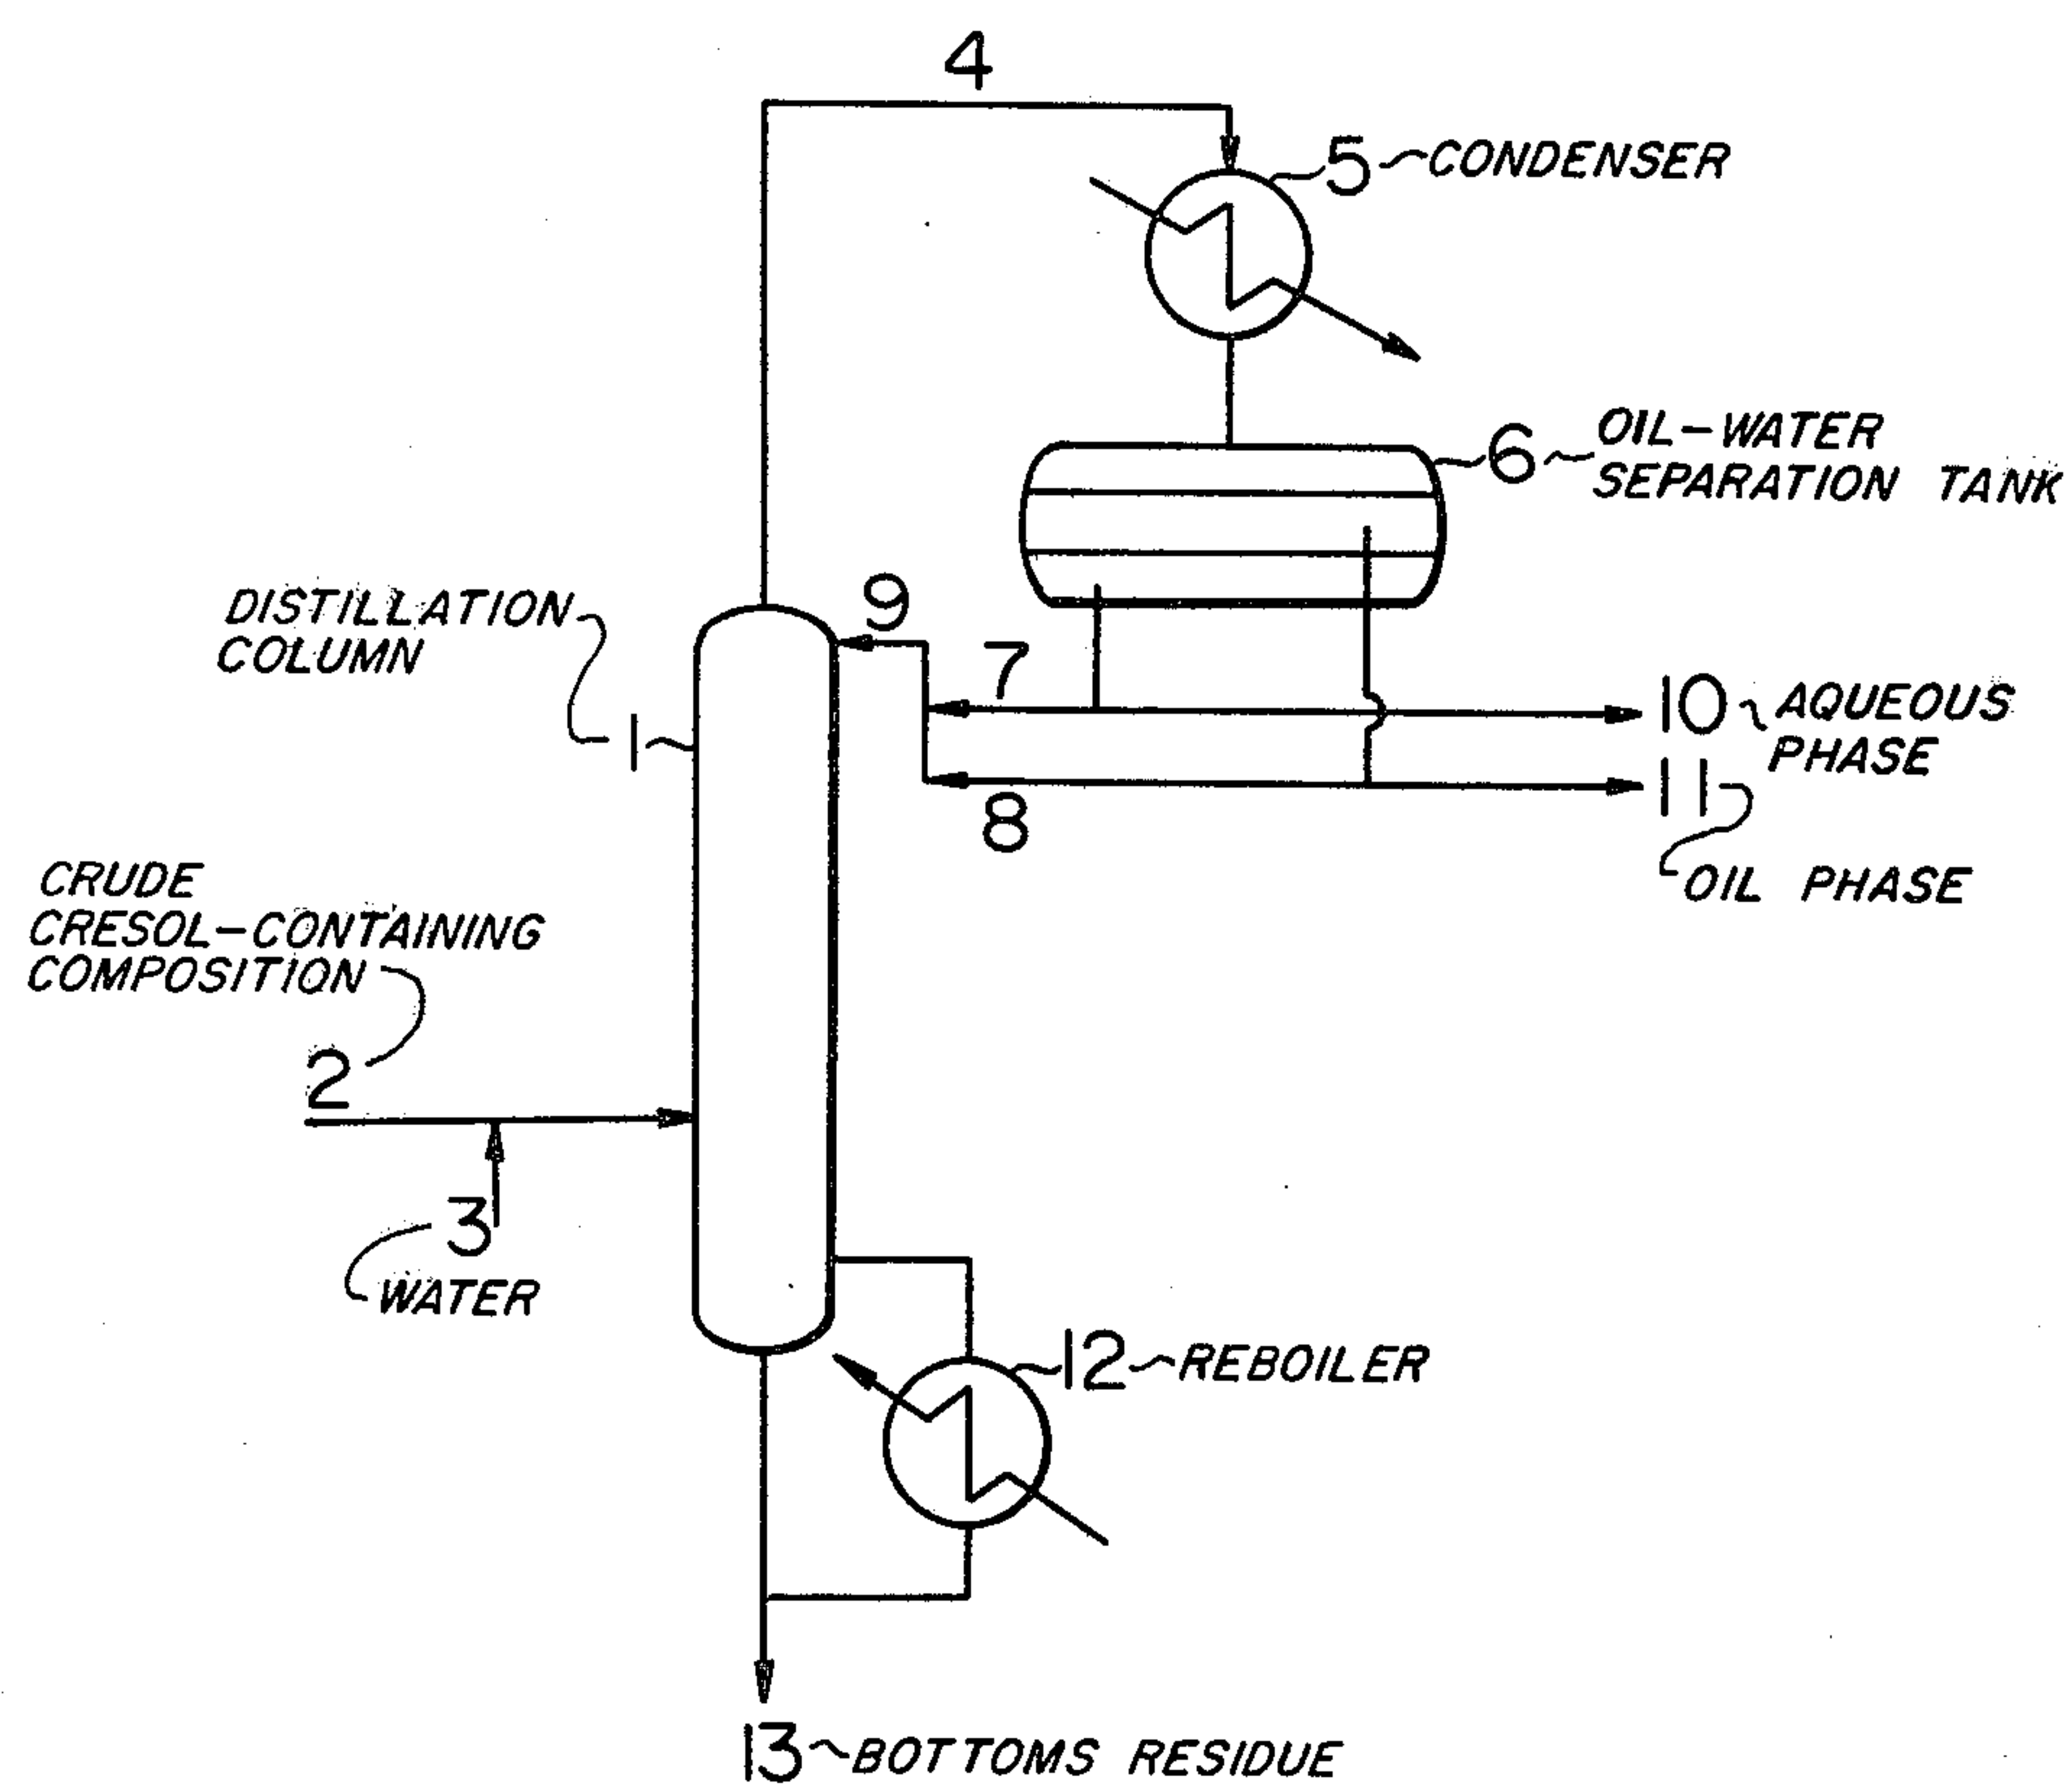 4
5 CONDENSER
6 OIL-WATER
SEPARATION TANK
DISTILLATION
COLUMN
1
9
7
10 AQUEOUS
PHASE
8
11
OIL PHASE
CRUDE
CRESOL-CONTAINING
COMPOSITION
2
3
WATER
12 REBOILER
13 BOTTOMS RESIDUE